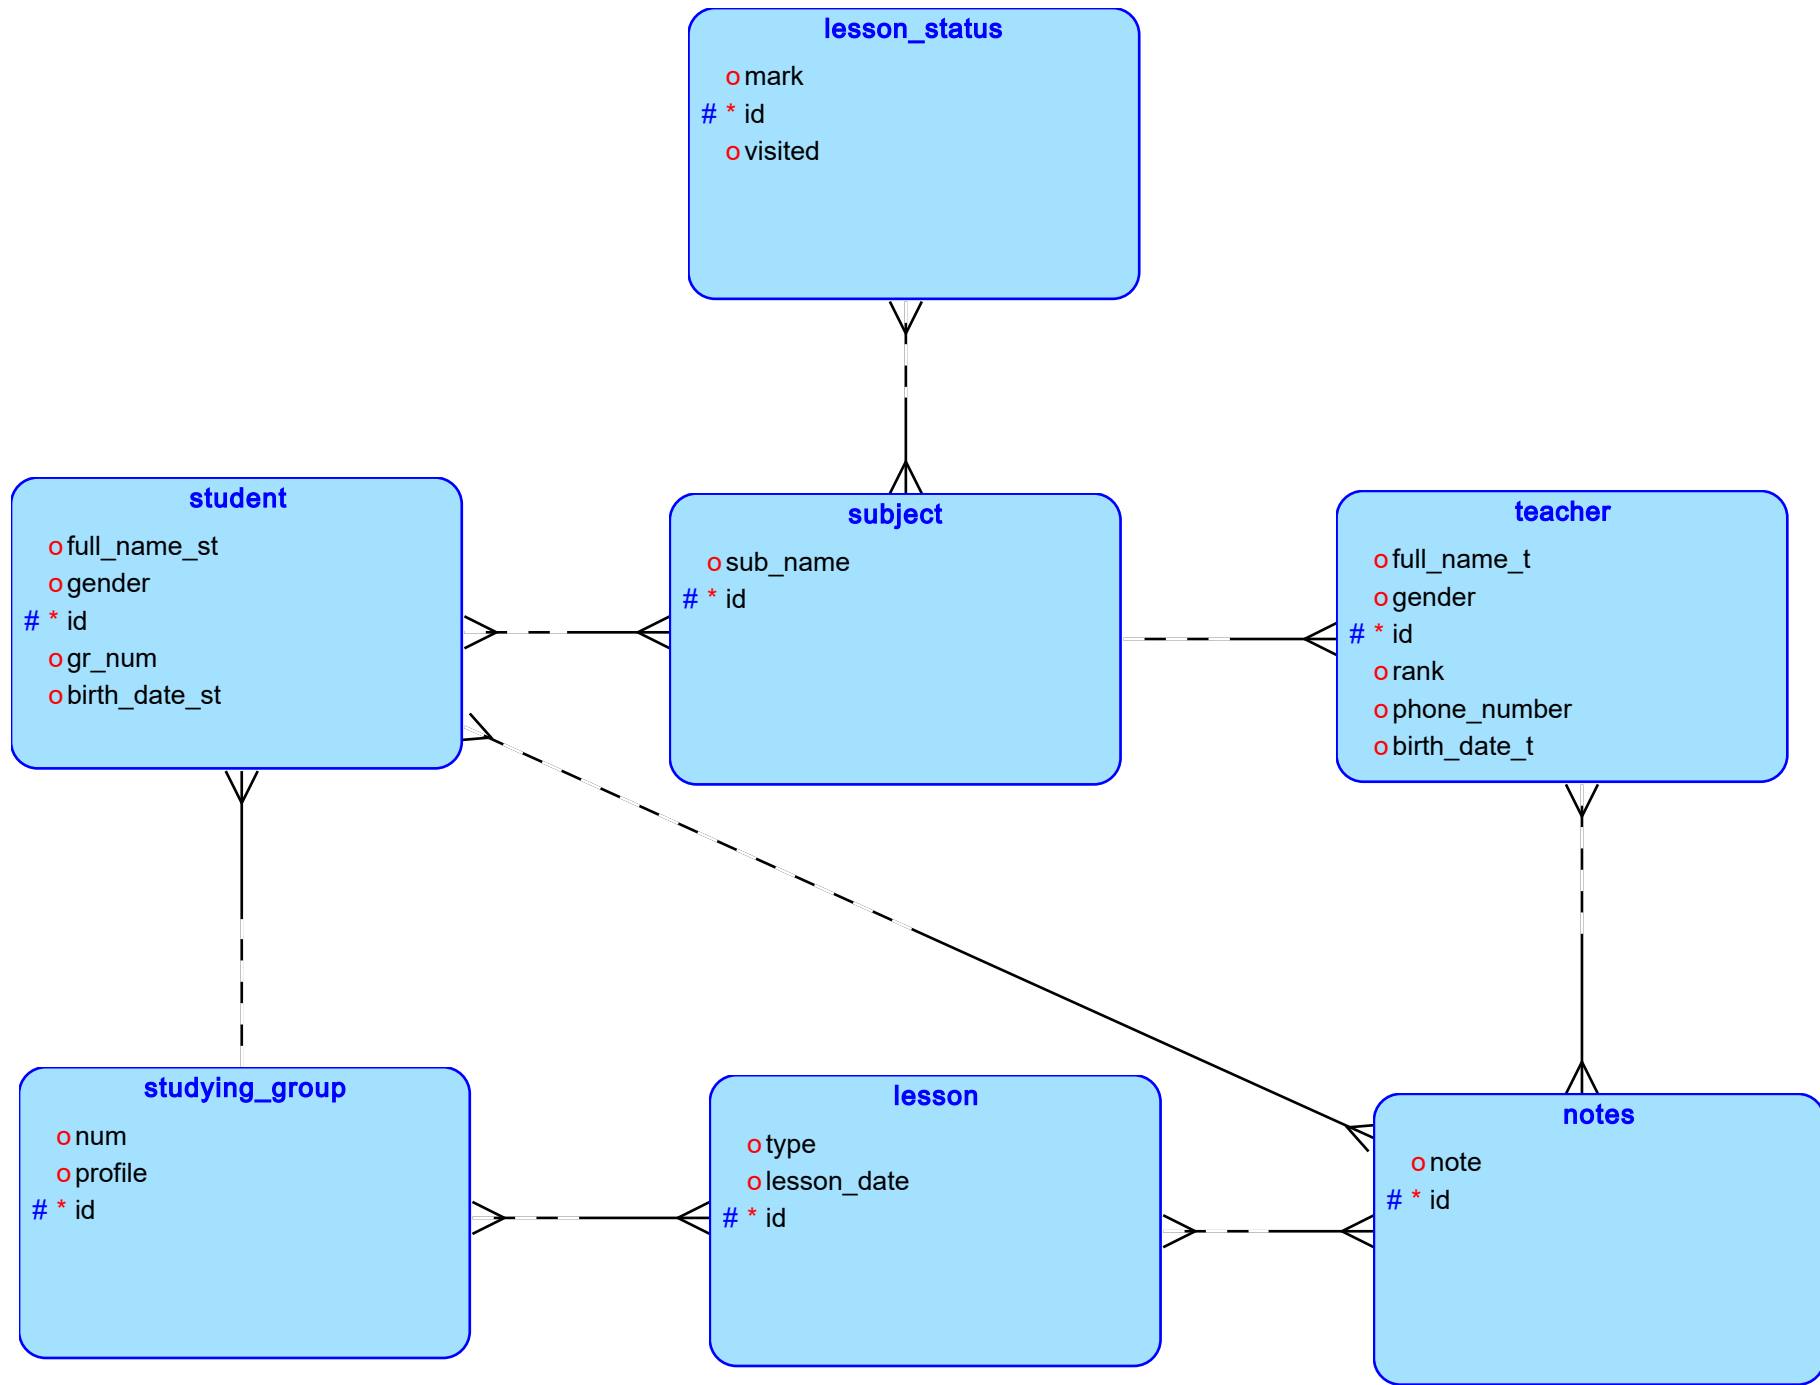 lesson_status
o mark
# * id
o visited
student
o full_name_st
o gender
# * id
o gr_num
o birth_date_st
subject
o sub_name
# * id
teacher
o full_name_t
o gender
# * id
o rank
o phone_number
o birth_date_t
studying_group
o num
o profile
# * id
lesson
o type
o lesson_date
# * id
notes
o note
# * id